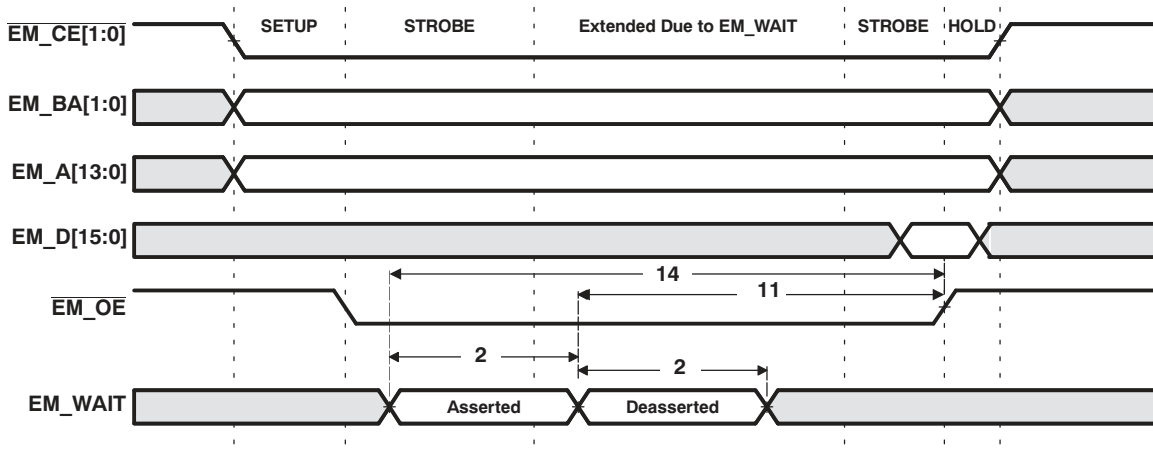 SETUP STROBE Extended Due to EM_WAIT STROBE HOLD
EM_CE[1:0]
EM_BA[1:0]
EM_A[13:0]
EM_D[15:0]
14
11
EM_OE
2
2
EM_WAIT Asserted Deasserted